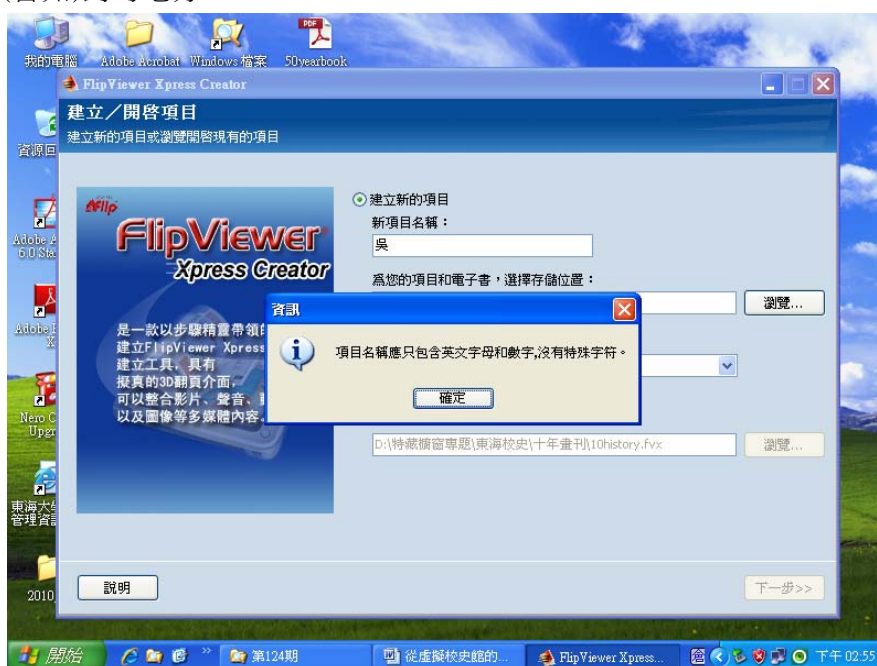 PDF
我的電腦 Adobe Acrobat Windows 檔案 50yearbook
FlipViewer Xpress Creator
建立／開啓項目
建立新的項目或瀏覽開啓現有的項目
資源回
Adobe A
6.0 Sta
Nero C
Upgr
東海大
管理資
2010
EFlip
FlipViewer
Xpress Creator
是一款以步驟精靈帶領
建立FlipViewer Xpress
建立工具，具有
擬真的3D翻頁介面，
可以整合影片、聲音、
以及圖像等多媒體內容。
建立新的項目
新項目名稱：
吳
為您的項目和電子書，選擇存儲位置：
瀏覽...
資訊
項目名稱應只包含英文字母和數字,沒有特殊字符。
確定
D:\特藏櫥窗專題\東海校史\十年畫刊\10history.fvx
瀏覽...
說明
下一步>>
開始 第124期 從虛擬校史館的... FlipViewer Xpress... 下午 02:55